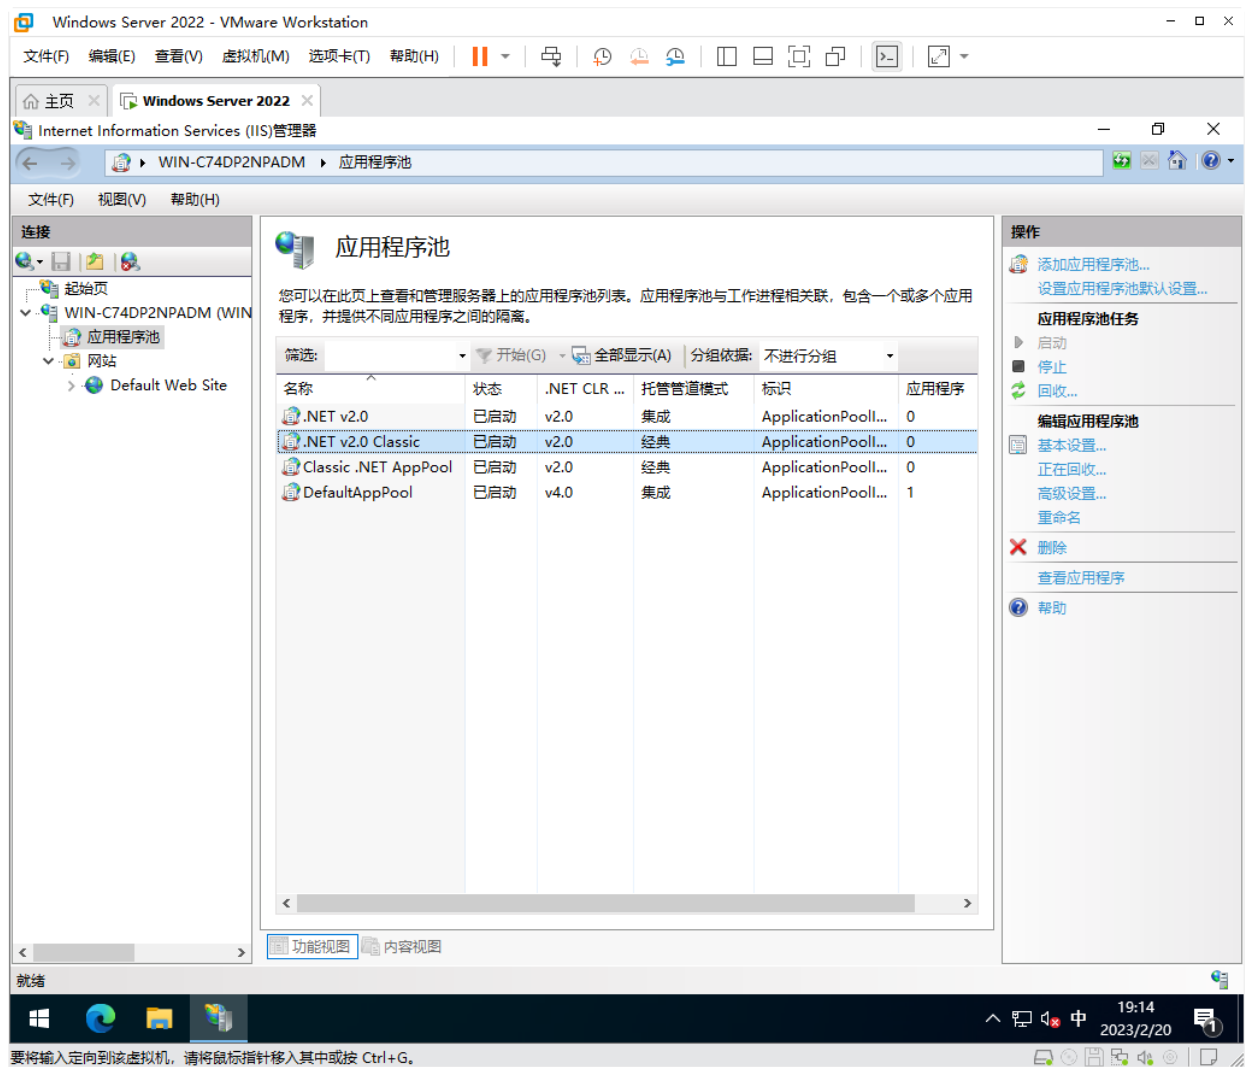 Windows Server 2022 - VMware Workstation
文件(F) 编辑(E) 查看(V) 虚拟机(M) 选项卡(T) 帮助(H)
主页 Windows Server 2022
Internet Information Services (IIS)管理器
WIN-C74DP2NPADM 应用程序池
文件(F) 视图(V) 帮助(H)
连接
起始页
WIN-C74DP2NPADM (WIN
应用程序池
网站
Default Web Site
应用程序池
您可以在此页上查看和管理服务器上的应用程序池列表。应用程序池与工作进程相关联，包含一个或多个应用
程序，并提供不同应用程序之间的隔离。
筛选: 开始(G) 全部显示(A) 分组依据: 不进行分组
名称 状态 .NET CLR ... 托管管道模式 标识 应用程序
.NET v2.0 已启动 v2.0 集成 ApplicationPoolI... 0
.NET v2.0 Classic 已启动 v2.0 经典 ApplicationPoolI... 0
Classic .NET AppPool 已启动 v2.0 经典 ApplicationPoolI... 0
DefaultAppPool 已启动 v4.0 集成 ApplicationPoolI... 1
功能视图 内容视图
操作
添加应用程序池...
设置应用程序池默认设置...
应用程序池任务
启动
停止
回收...
编辑应用程序池
基本设置...
正在回收...
高级设置...
重命名
删除
查看应用程序
帮助
就绪
中 19:14
2023/2/20
1
要将输入定向到该虚拟机，请将鼠标指针移入其中或按 Ctrl+G。